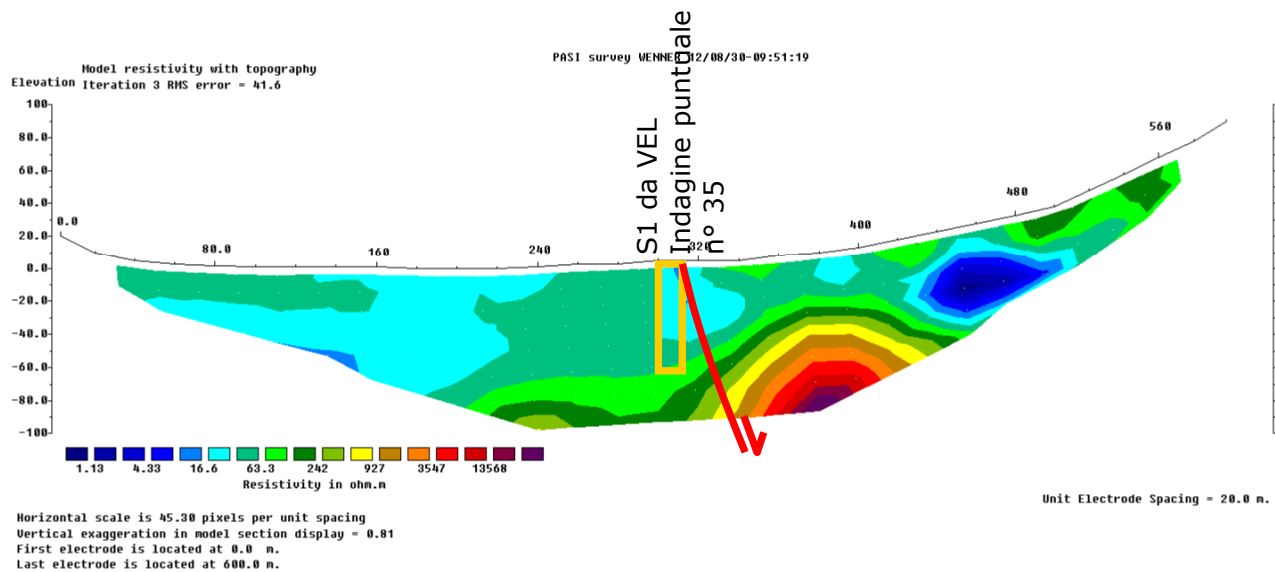 PASI survey WENNER 12/08/30-09:51:19
Model resistivity with topography
Elevation Iteration 3 RMS error = 41.6
S1 da VEL
Indagine puntuale
n° 35
100
80.0
60.0
40.0
20.0
0.0
-20.0
-40.0
-60.0
-80.0
-100
0.0 80.0 160 240 320 400 480 560
1.13 4.33 16.6 63.3 242 927 3547 13568
Resistivity in ohm.m
Unit Electrode Spacing = 20.0 m.
Horizontal scale is 45.30 pixels per unit spacing
Vertical exaggeration in model section display = 0.81
First electrode is located at 0.0 m.
Last electrode is located at 600.0 m.